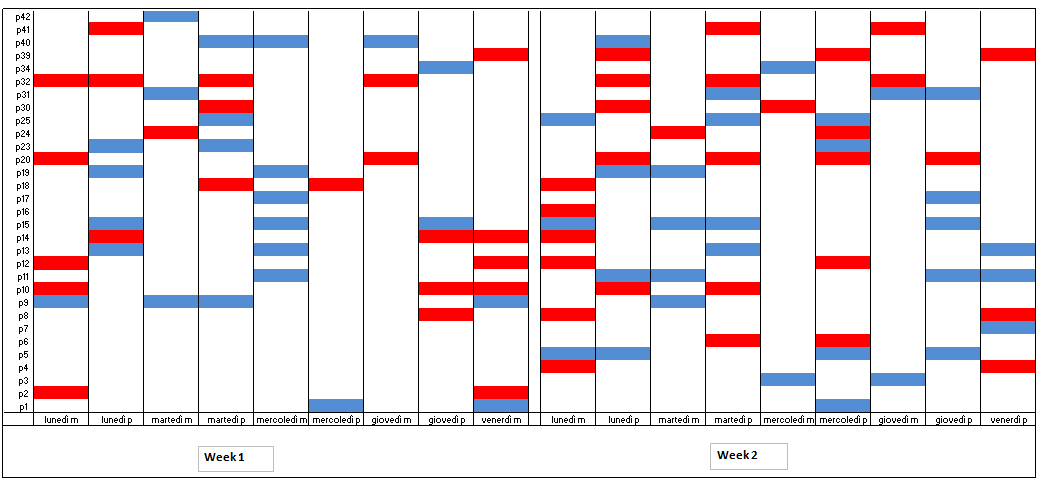 p42
p41
p40
p39
p34
p32
p31
p30
p25
p24
p23
p20
p19
p18
p17
p16
p15
p14
p13
p12
p11
p10
p9
p8
p7
p6
p5
p4
p3
p2
p1
lunedì m lunedì p martedì m martedì p mercoledì m mercoledì p giovedì m giovedì p venerdì m lunedì m lunedì p martedì m martedì p mercoledì m mercoledì p giovedì m giovedì p venerdì p
Week1 Week2